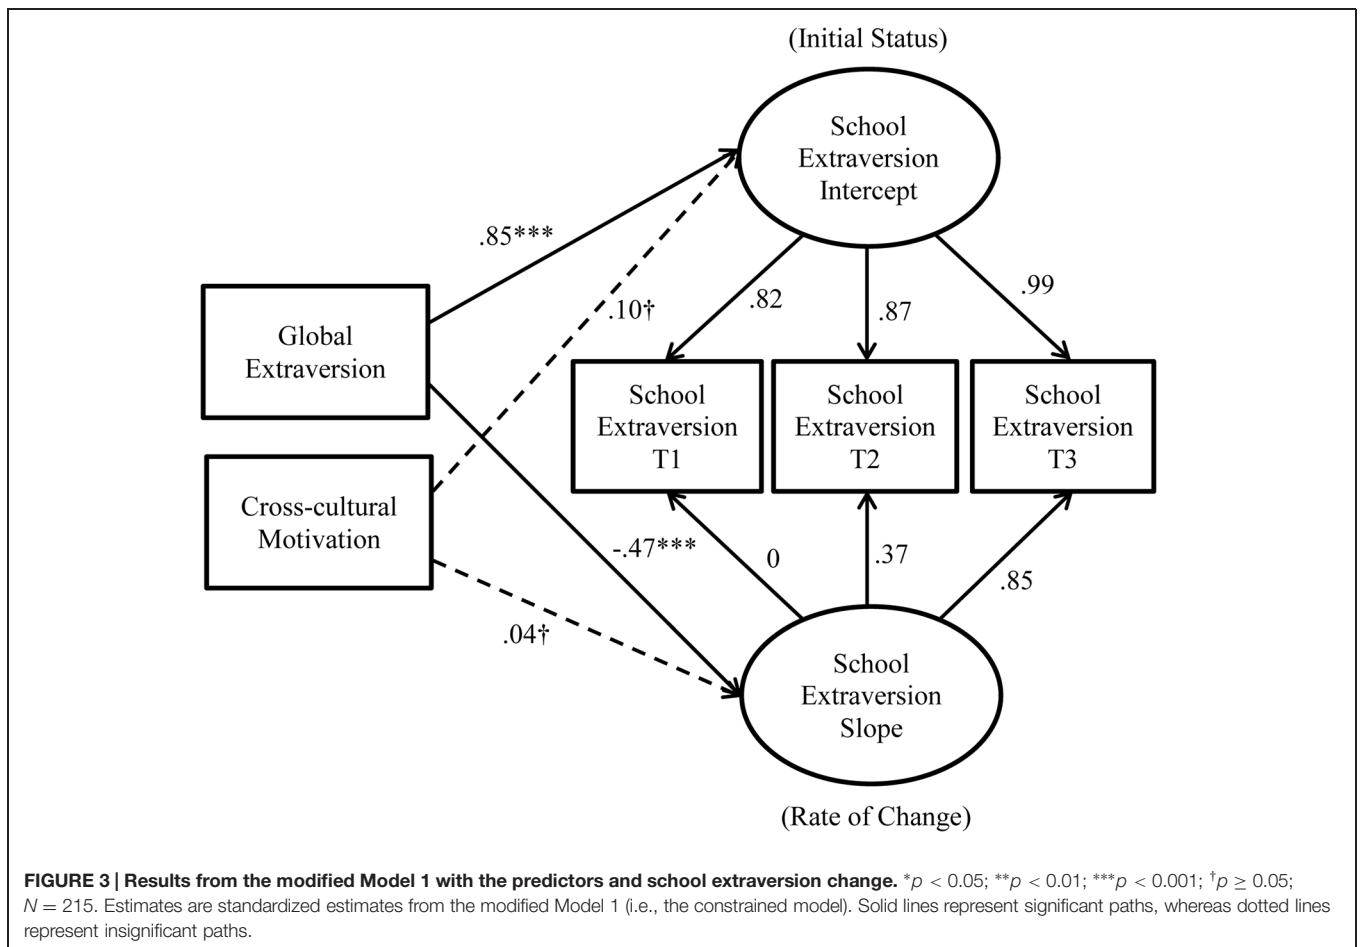 (Initial Status)
School
Extraversion
Intercept
.85***
.10†
.82
.87
.99
Global
Extraversion
School
Extraversion
T1
School
Extraversion
T2
School
Extraversion
T3
Cross-cultural
Motivation
-.47***
0
.37
.85
.04†
School
Extraversion
Slope
(Rate of Change)
FIGURE 3 | Results from the modified Model 1 with the predictors and school extraversion change. *p < 0.05; **p < 0.01; ***p < 0.001; †p ≥ 0.05;
N = 215. Estimates are standardized estimates from the modified Model 1 (i.e., the constrained model). Solid lines represent significant paths, whereas dotted lines
represent insignificant paths.